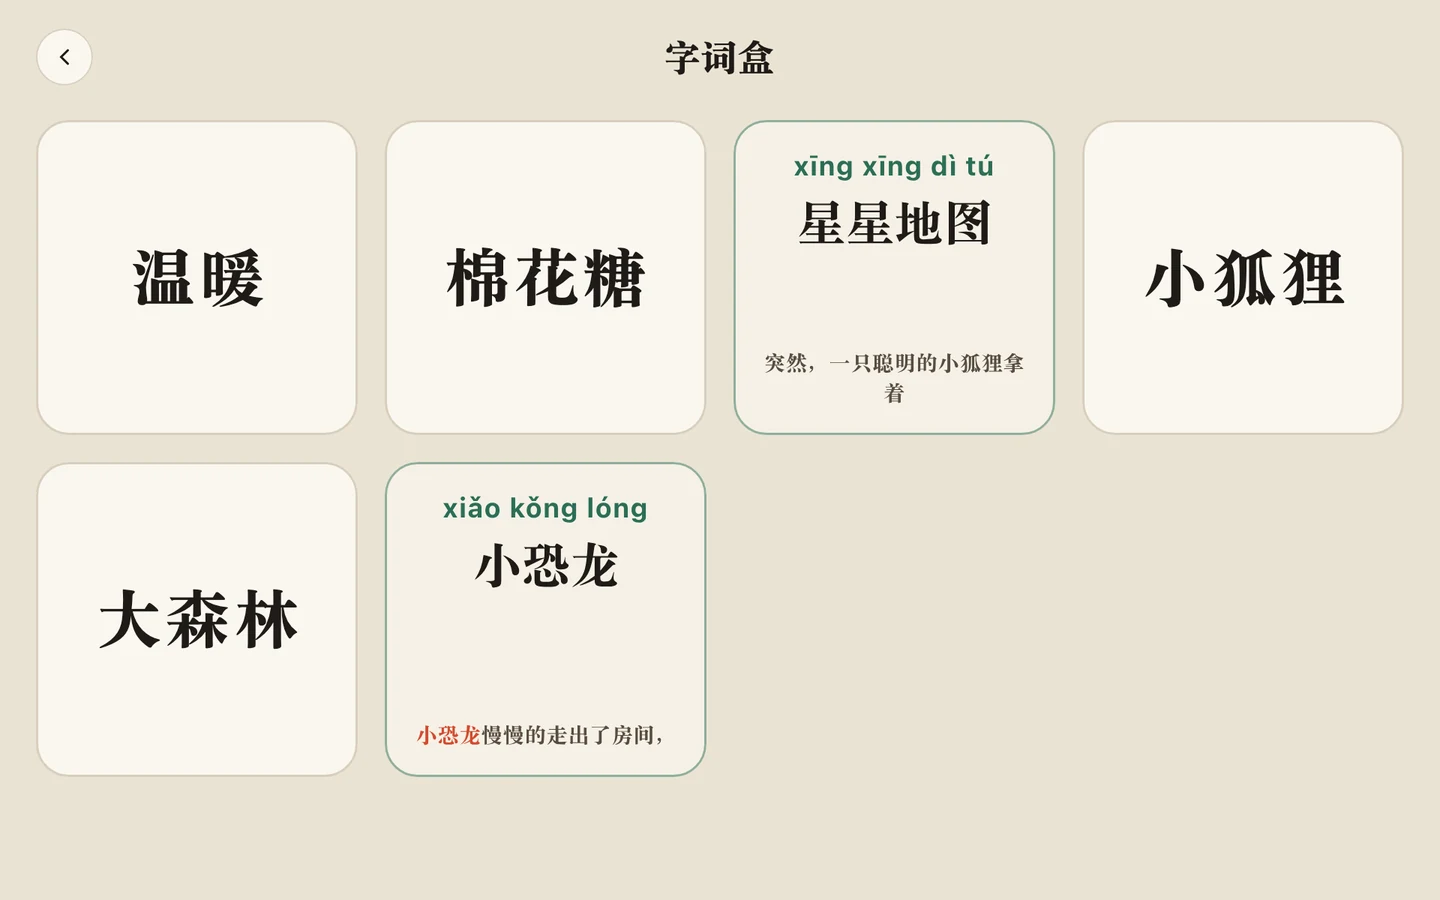 字词盒
温暖
棉花糖
xīng xīng dì tú
星星地图
突然，一只聪明的小狐狸拿
着
小狐狸
大森林
xiǎo kǒng lóng
小恐龙
小恐龙慢慢的走出了房间，